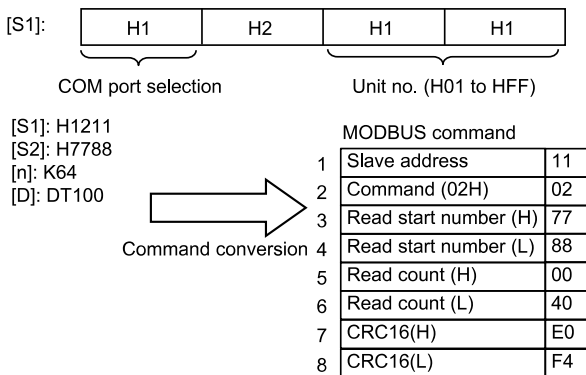 [S1]: H1 H2 H1 H1
COM port selection Unit no. (H01 to HFF)
[S1]: H1211
[S2]: H7788
[n]: K64
[D]: DT100
Command conversion
MODBUS command
1 Slave address 11
2 Command (02H) 02
3 Read start number (H) 77
4 Read start number (L) 88
5 Read count (H) 00
6 Read count (L) 40
7 CRC16(H) E0
8 CRC16(L) F4